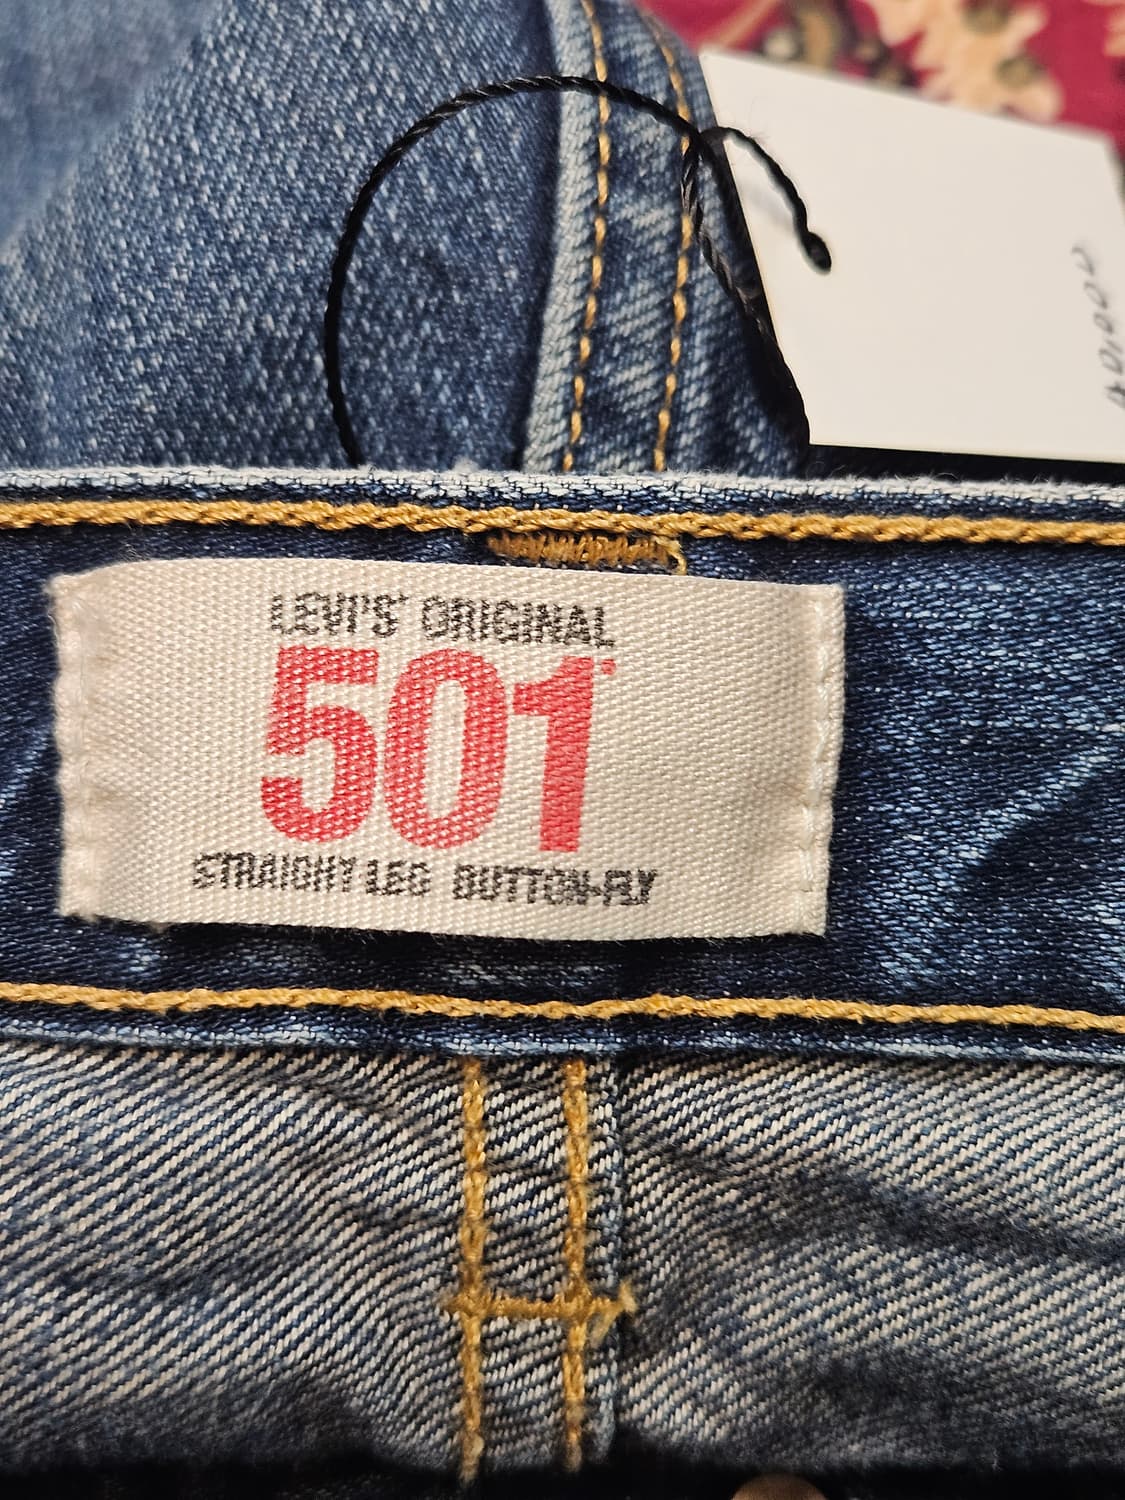 LEVI'S® ORIGINAL
501®
STRAIGHT LEG BUTTON-FLY